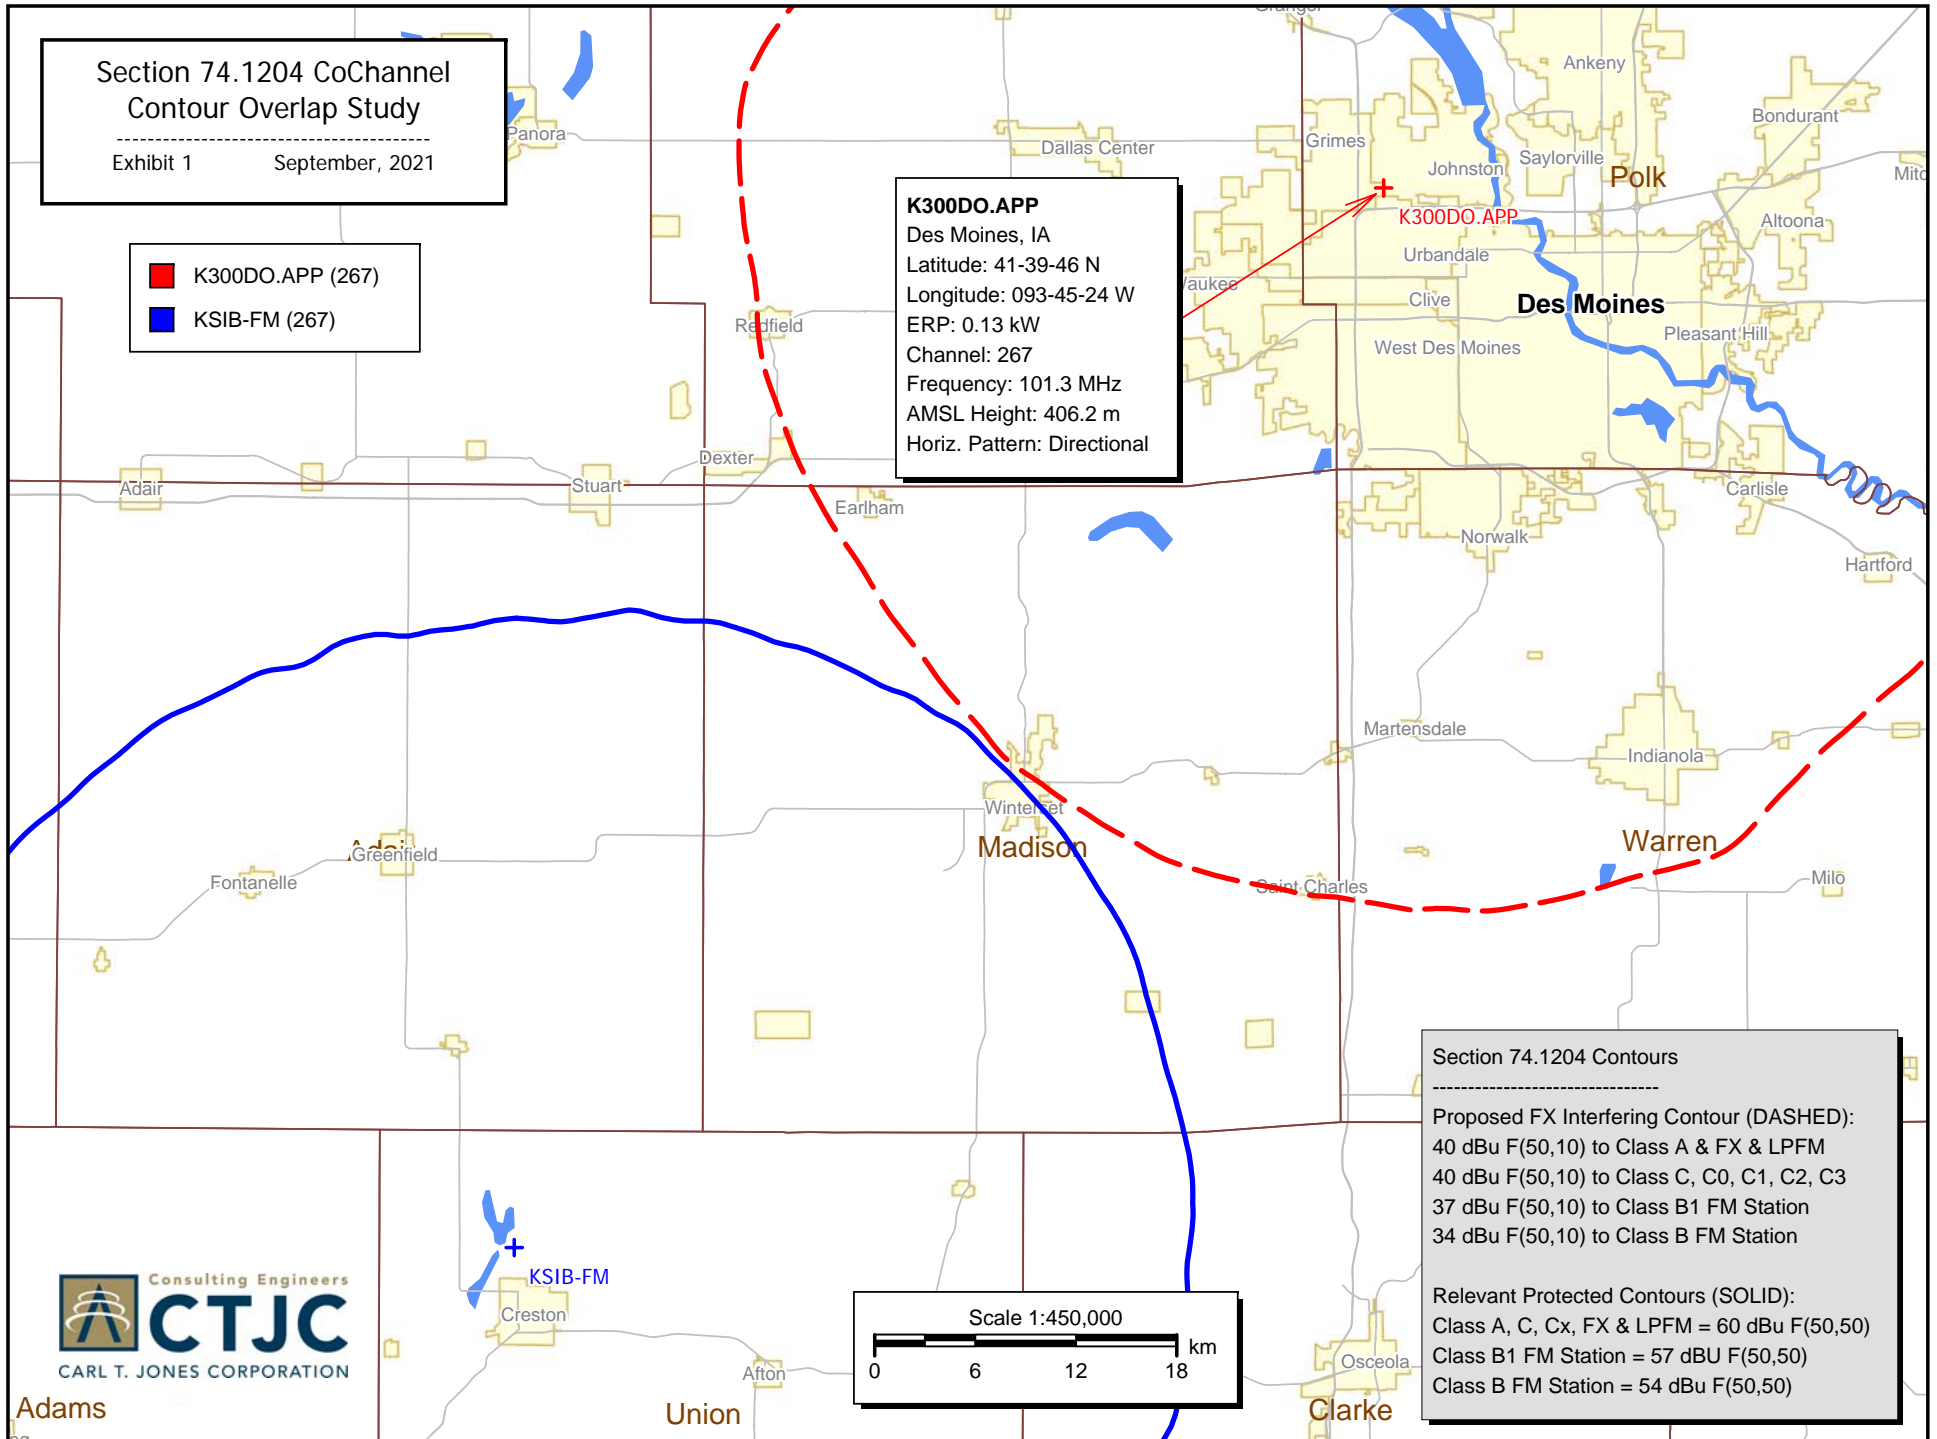 Section 74.1204 CoChannel
Contour Overlap Study
-----------------------------------------
Exhibit 1 September, 2021
K300DO.APP (267)
KSIB-FM (267)
K300DO.APP
Des Moines, IA
Latitude: 41-39-46 N
Longitude: 093-45-24 W
ERP: 0.13 kW
Channel: 267
Frequency: 101.3 MHz
AMSL Height: 406.2 m
Horiz. Pattern: Directional
Panora
Dallas Center
Grimes
Ankeny
Bondurant
Johnston
Saylorville
Polk
K300DO.APP
Altoona
Urbandale
Clive
Des Moines
Pleasant Hill
West Des Moines
Redfield
Dexter
Adair
Stuart
Earlham
Carlisle
Norwalk
Hartford
Martensdale
Indianola
Winterset
Madison
Warren
Adair
Greenfield
Fontanelle
Saint Charles
Milo
KSIB-FM
Creston
Afton
Union
Adams
Osceola
Clarke
Consulting Engineers
CTJC
CARL T. JONES CORPORATION
Scale 1:450,000
km
0 6 12 18
Section 74.1204 Contours
--------------------------------
Proposed FX Interfering Contour (DASHED):
40 dBu F(50,10) to Class A & FX & LPFM
40 dBu F(50,10) to Class C, C0, C1, C2, C3
37 dBu F(50,10) to Class B1 FM Station
34 dBu F(50,10) to Class B FM Station
Relevant Protected Contours (SOLID):
Class A, C, Cx, FX & LPFM = 60 dBu F(50,50)
Class B1 FM Station = 57 dBU F(50,50)
Class B FM Station = 54 dBu F(50,50)